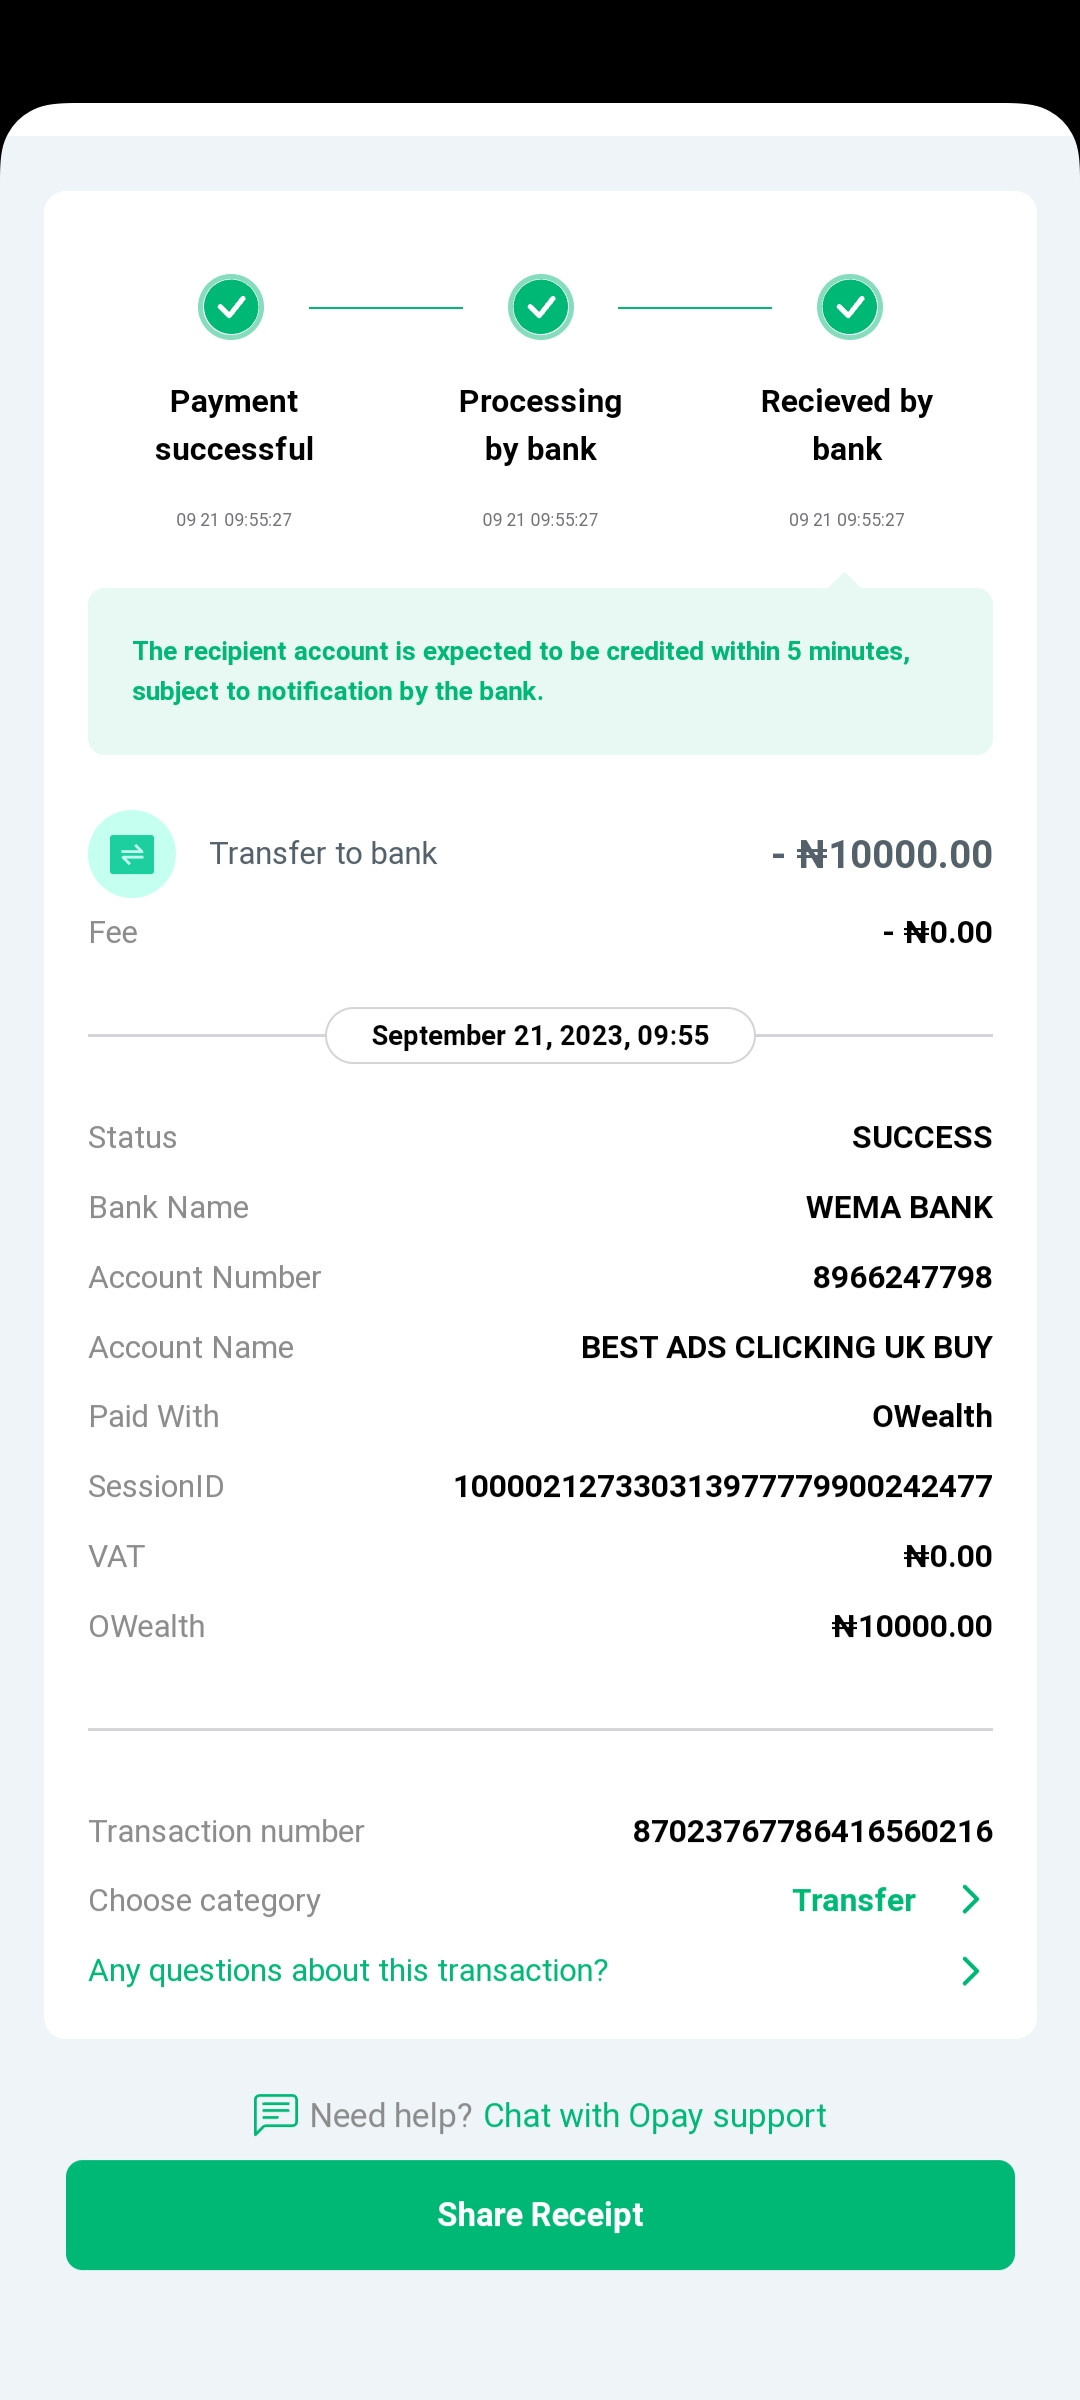 Payment successful
Processing by bank
Recieved by bank
09 21 09:55:27
09 21 09:55:27
09 21 09:55:27
The recipient account is expected to be credited within 5 minutes,
subject to notification by the bank.
Transfer to bank - ₦10000.00
Fee - ₦0.00
September 21, 2023, 09:55
Status SUCCESS
Bank Name WEMA BANK
Account Number 8966247798
Account Name BEST ADS CLICKING UK BUY
Paid With OWealth
SessionID 100002127330313977779900242477
VAT ₦0.00
OWealth ₦10000.00
Transaction number 87023767786416560216
Choose category Transfer
Any questions about this transaction?
Need help? Chat with Opay support
Share Receipt